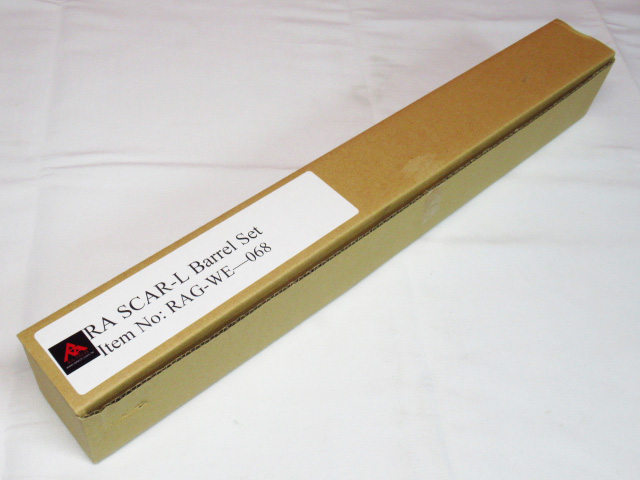 RA SCAR-L Barrel Set
Item No: RAG-WE—068